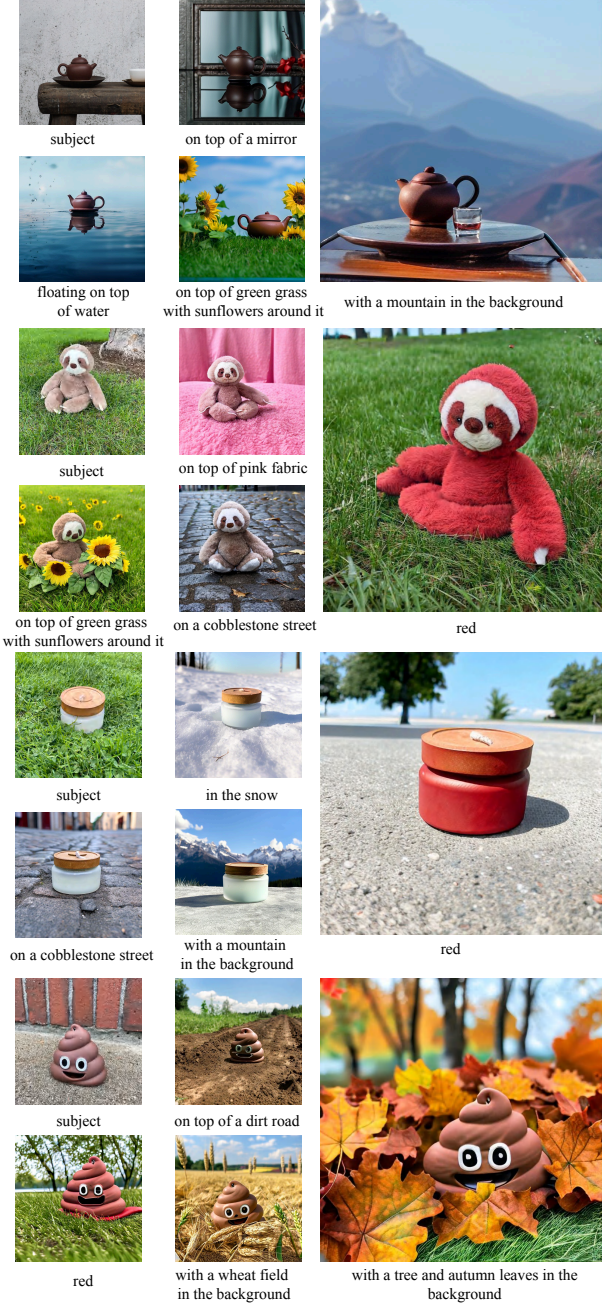 subject
on top of a mirror
floating on top
of water
on top of green grass
with sunflowers around it
with a mountain in the background
subject
on top of pink fabric
on top of green grass
with sunflowers around it
on a cobblestone street
red
subject
in the snow
on a cobblestone street
with a mountain
in the background
red
subject
on top of a dirt road
red
with a wheat field
in the background
with a tree and autumn leaves in the
background